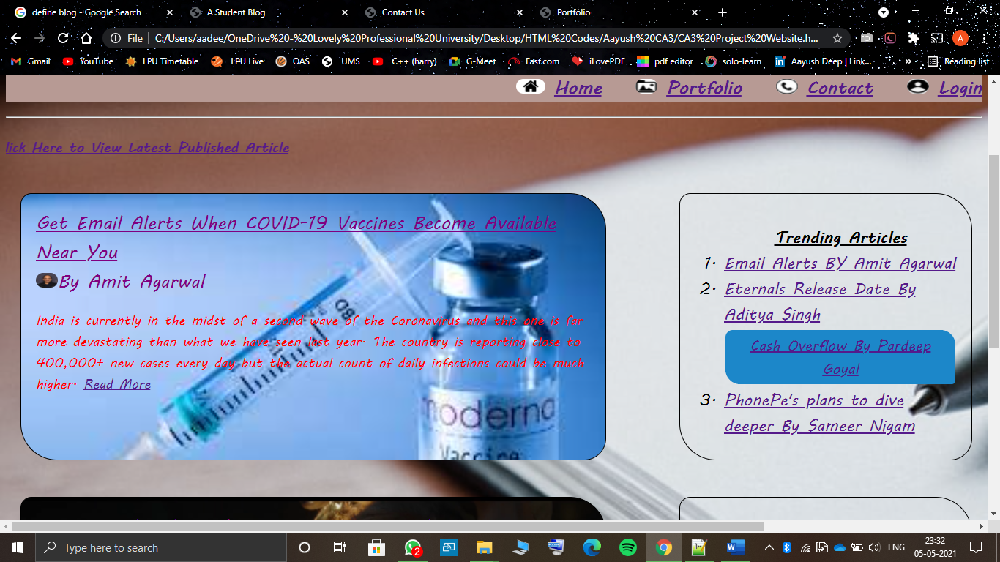 define blog - Google Search
A Student Blog
Contact Us
Portfolio
File
C:/Users/aadee/OneDrive%20-%20Lovely%20Professional%20University/Desktop/HTML%20Codes/Aayush%20CA3/CA3%20Project%20Website.h...
A
Gmail
YouTube
LPU Timetable
LPU Live
OAS
UMS
C++ (harry)
G-Meet
Fast.com
iLovePDF
pdf editor
solo-learn
Aayush Deep | Link...
»
Reading list
Home
Portfolio
Contact
Login
lick Here to View Latest Published Article
Get Email Alerts When COVID-19 Vaccines Become Available
Near You
By Amit Agarwal
India is currently in the midst of a second wave of the Coronavirus and this one is far
more devastating than what we have seen last year. The country is reporting close to
400,000+ new cases every day but the actual count of daily infections could be much
higher. Read More
80
moderna
Vaccine
Trending Articles
1. Email Alerts BY Amit Agarwal
2. Eternals Release Date By
Aditya Singh
Cash Overflow By Pardeep
Goyal
3. PhonePe's plans to dive
deeper By Sameer Nigam
Type here to search
2
W
ENG
23:32
05-05-2021